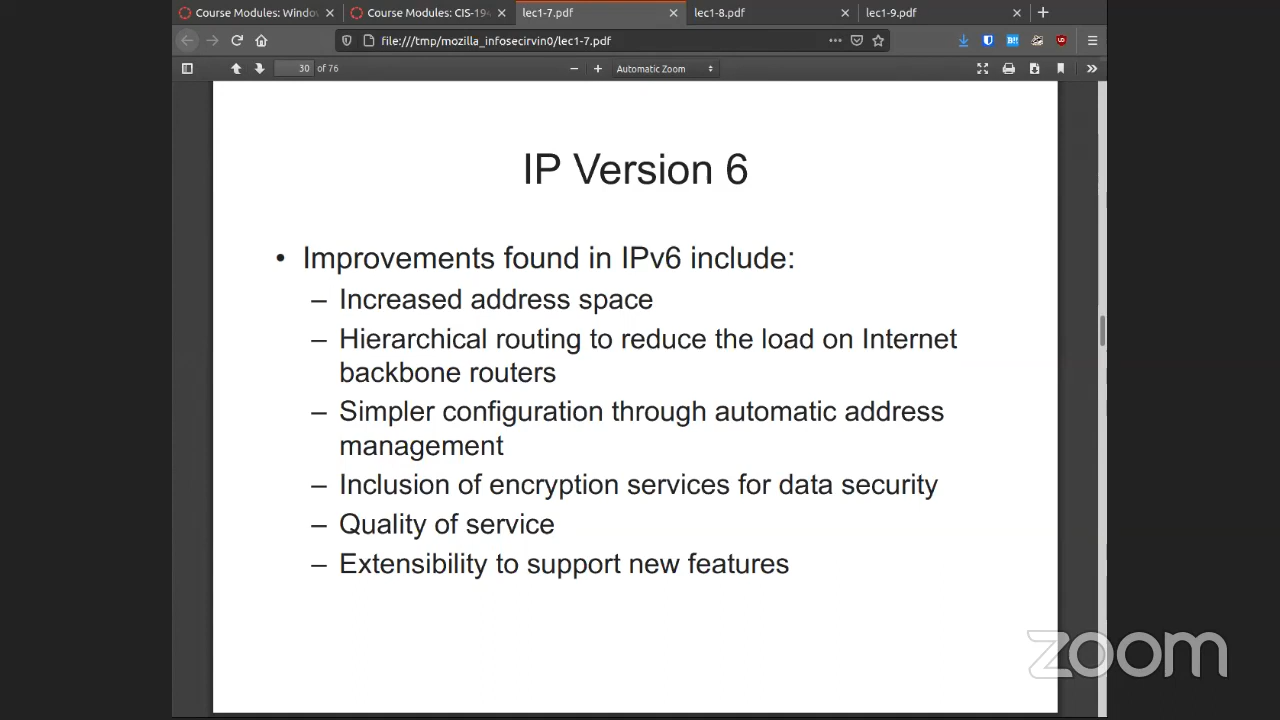 Course Modules: Windo
Course Modules: CIS-194
lec1-7.pdf
lec1-8.pdf
lec1-9.pdf
file:///tmp/mozilla_infosecirvin0/lec1-7.pdf
30 of 76
Automatic Zoom
IP Version 6
• Improvements found in IPv6 include:
– Increased address space
– Hierarchical routing to reduce the load on Internet
backbone routers
– Simpler configuration through automatic address
management
– Inclusion of encryption services for data security
– Quality of service
– Extensibility to support new features
zoom